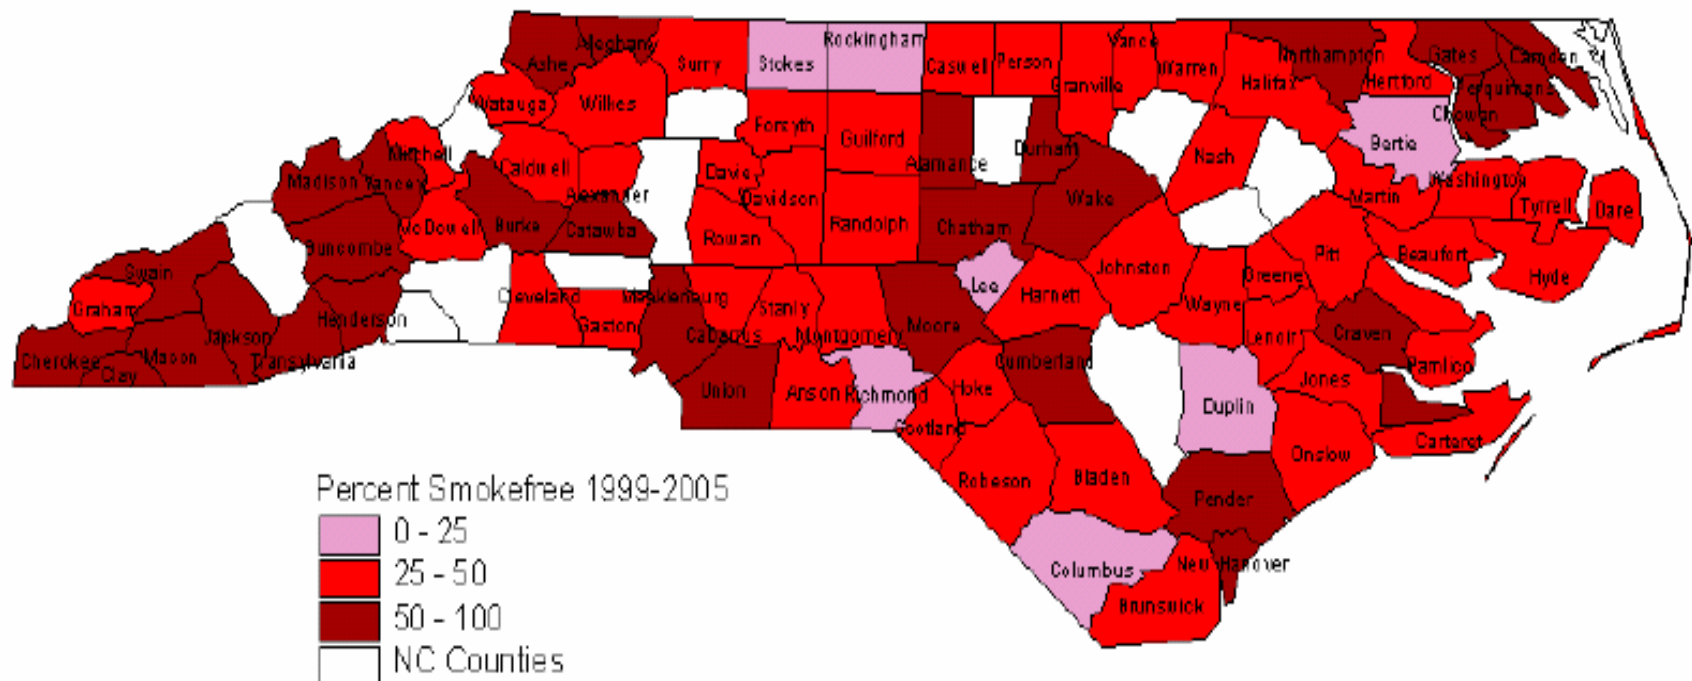 Alleghany
Ashe
Surry
Stokes
Rockingham
Caswell
Person
Granville
Vance
Warren
Halifax
Northampton
Hertford
Gates
Camden
Perquimans
Chowan
Watauga
Wilkes
Forsyth
Guilford
Alamance
Durham
Nash
Bertie
Mitchell
Caldwell
Alexander
Davie
Davidson
Randolph
Wake
Martin
Washington
Tyrrell
Dare
Madison
Yancey
McDowell
Burke
Catawba
Rowan
Chatham
Buncombe
Swain
Johnston
Greene
Pitt
Beaufort
Hyde
Graham
Cleveland
Mecklenburg
Stanly
Lee
Harnett
Wayne
Henderson
Gaston
Cabarrus
Montgomery
Moore
Lenoir
Craven
Jackson
Cherokee
Macon
Transylvania
Clay
Cumberland
Pamlico
Union
Anson
Richmond
Hoke
Duplin
Jones
Scotland
Carteret
Onslow
Robeson
Bladen
Pender
Columbus
New Hanover
Brunswick
Percent Smokefree 1999-2005
0 - 25
25 - 50
50 - 100
NC Counties